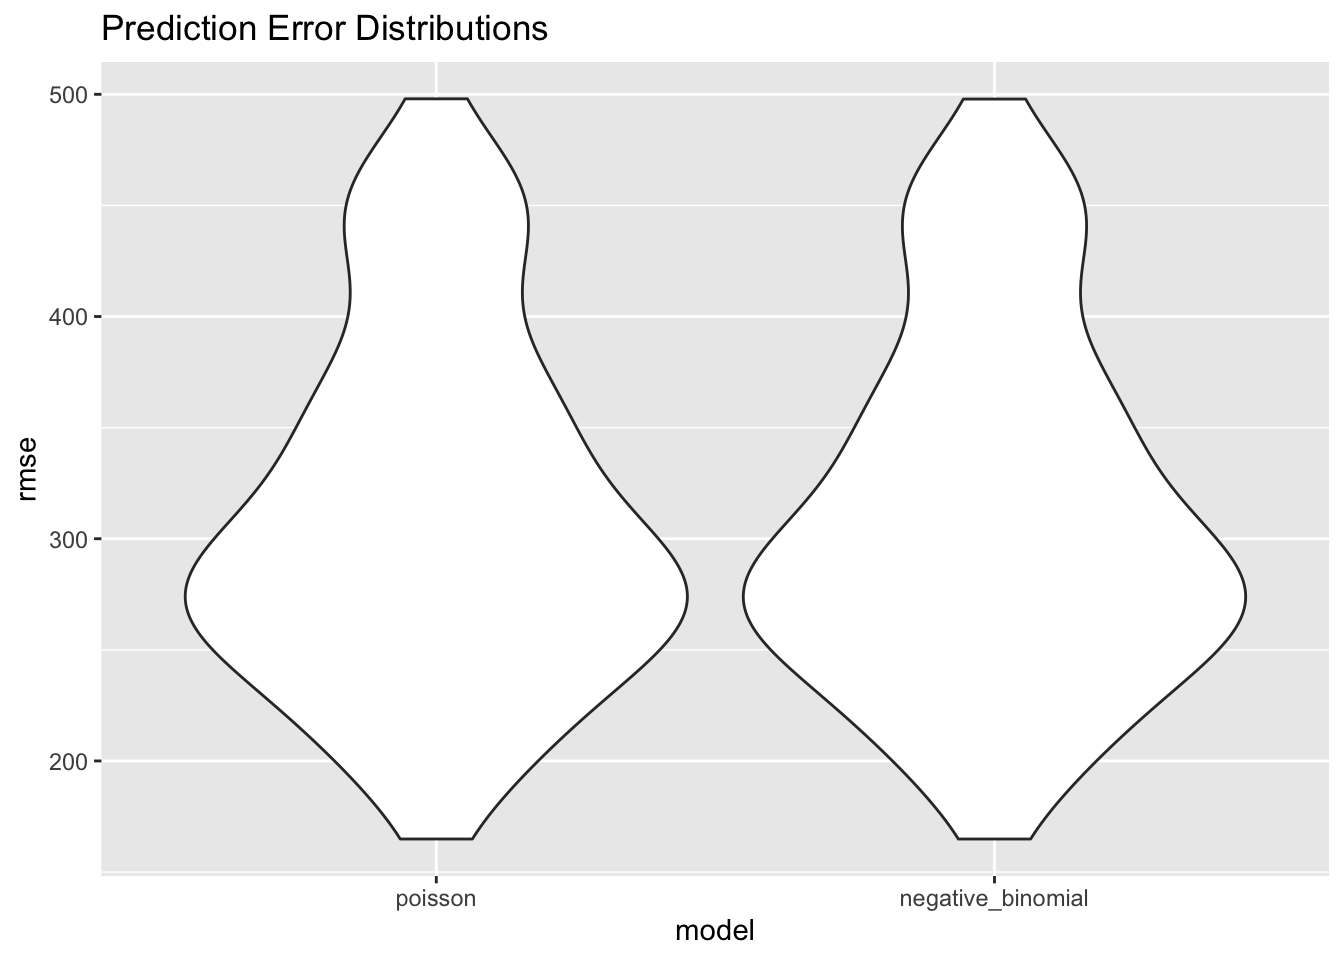 Prediction Error Distributions
500
400
300
200
rmse
poisson
negative_binomial
model